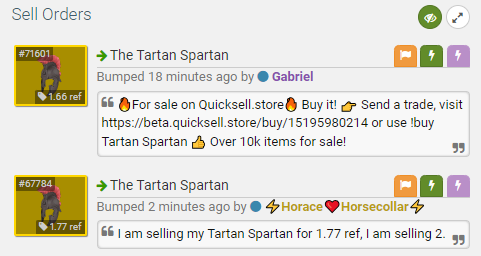 Sell Orders
#71601
1.66 ref
The Tartan Spartan
Bumped 18 minutes ago by Gabriel
🔥For sale on Quicksell.store🔥 Buy it! 👉 Send a trade, visit
https://beta.quicksell.store/buy/15195980214 or use !buy
Tartan Spartan 👍 Over 10k items for sale!
#67784
1.77 ref
The Tartan Spartan
Bumped 2 minutes ago by ⚡Horace❤Horsecollar⚡
I am selling my Tartan Spartan for 1.77 ref, I am selling 2.